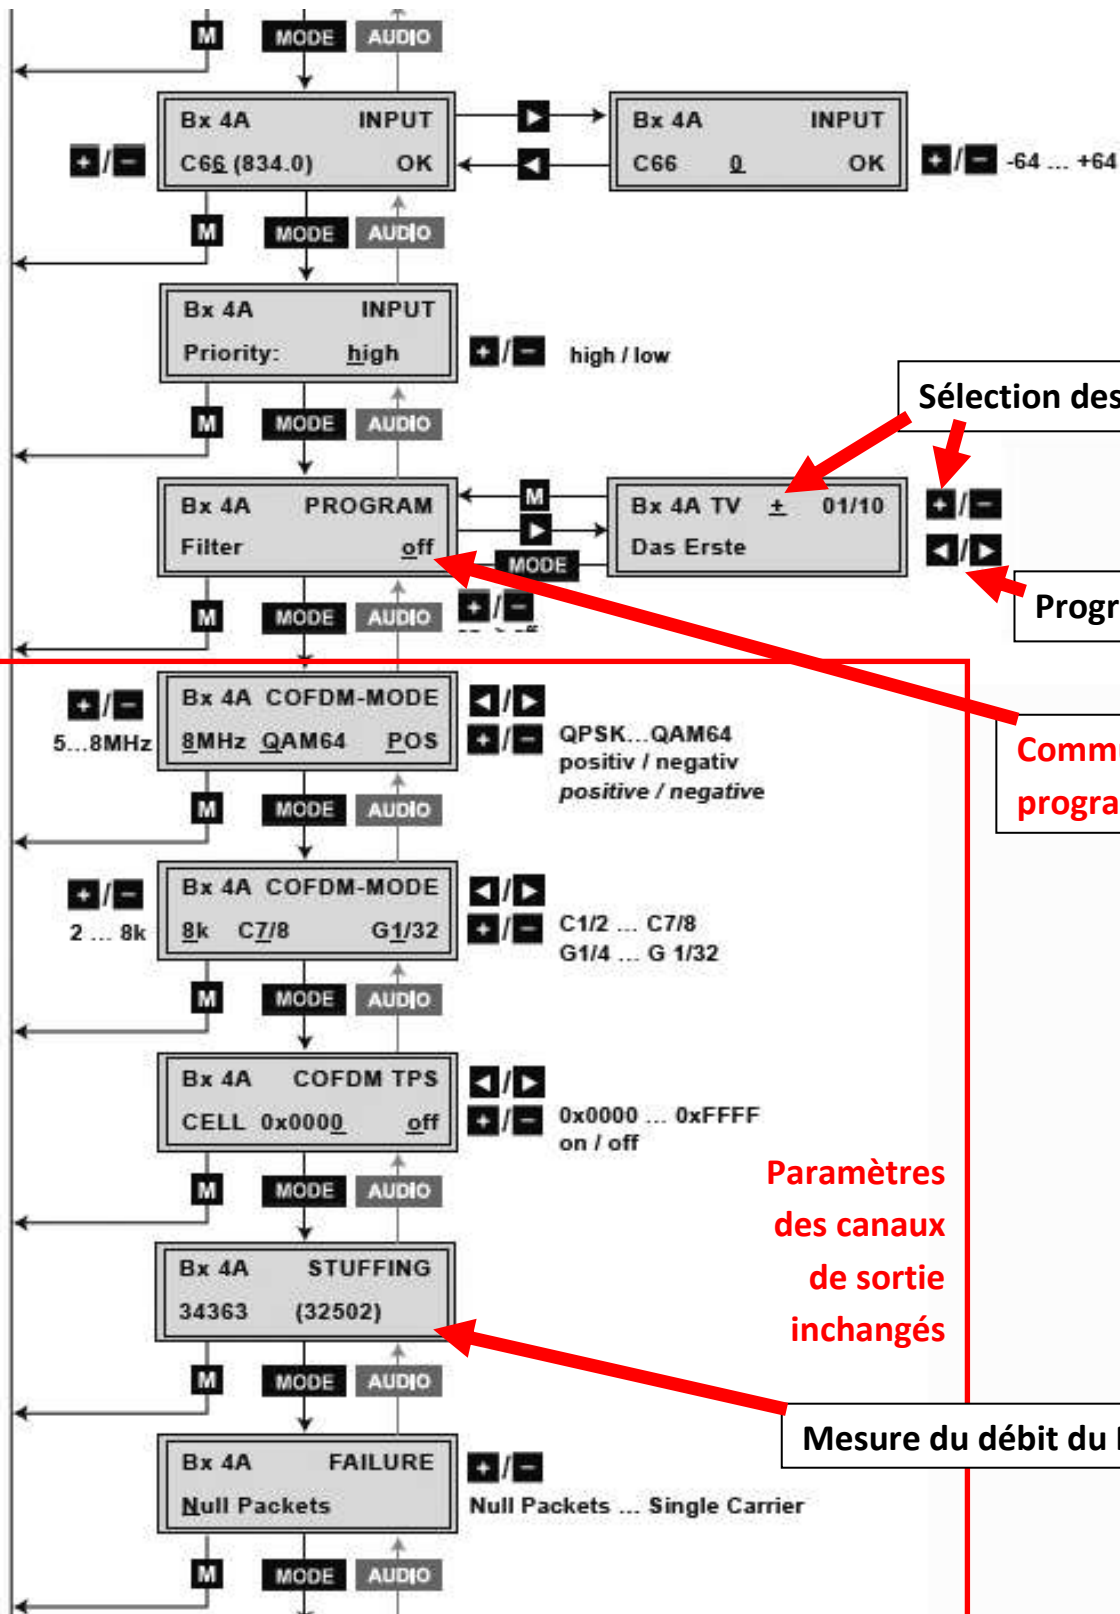 M MODE AUDIO
Bx 4A INPUT
C66 (834.0) OK
+/−
Bx 4A INPUT
C66 0 OK
+/− -64 ... +64
M MODE AUDIO
Bx 4A INPUT
Priority: high
+/− high / low
Sélection des
M MODE AUDIO
Bx 4A PROGRAM
Filter off
M
MODE
Bx 4A TV + 01/10
Das Erste
+/−
◄/►
Progr
M MODE AUDIO +/−
Bx 4A COFDM-MODE
8MHz QAM64 POS
+/−
5...8MHz
◄/►
+/− QPSK...QAM64
positiv / negativ
positive / negative
Commu
progra
M MODE AUDIO
Bx 4A COFDM-MODE
8k C7/8 G1/32
+/−
2 ... 8k
◄/►
+/− C1/2 ... C7/8
G1/4 ... G 1/32
M MODE AUDIO
Bx 4A COFDM TPS
CELL 0x0000 off
◄/►
+/− 0x0000 ... 0xFFFF
on / off
Paramètres
des canaux
de sortie
inchangés
M MODE AUDIO
Bx 4A STUFFING
34363 (32502)
M MODE AUDIO
Mesure du débit du
Bx 4A FAILURE
Null Packets
+/−
Null Packets ... Single Carrier
M MODE AUDIO